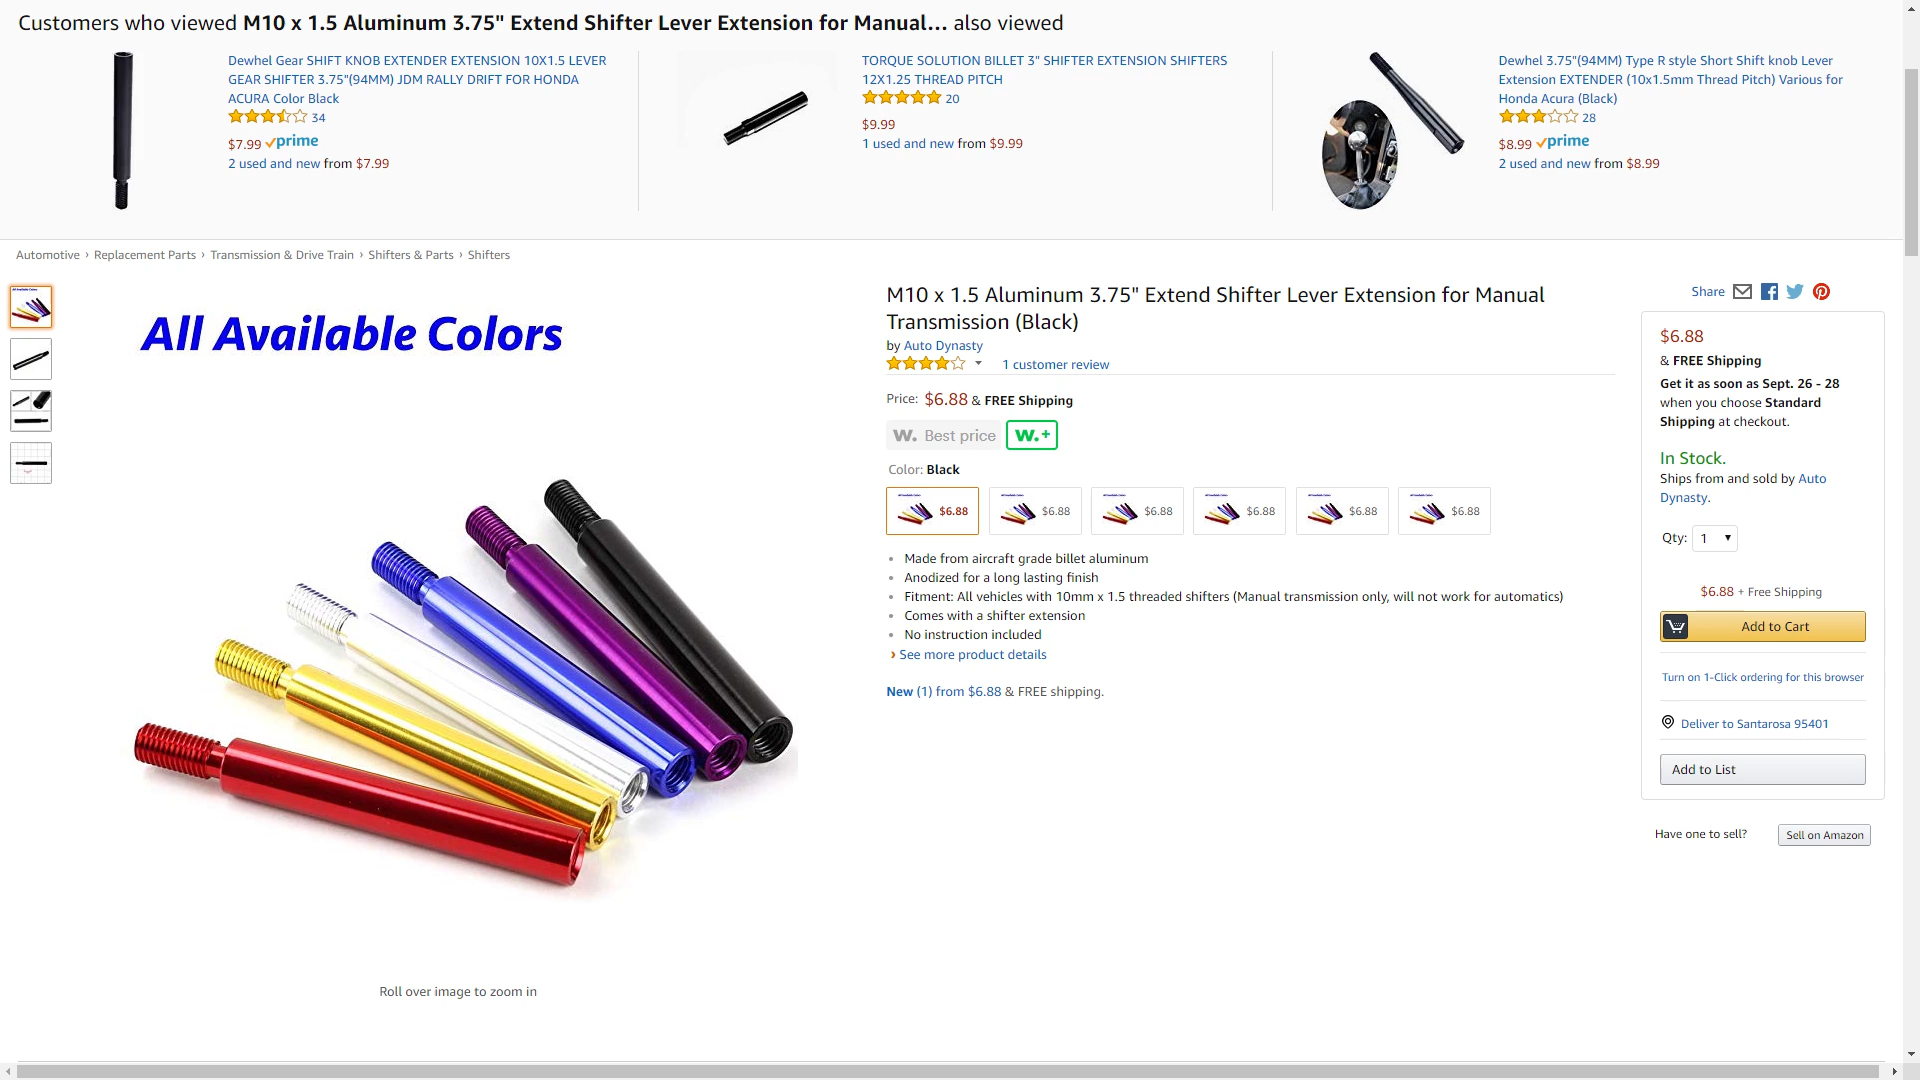 Customers who viewed M10 x 1.5 Aluminum 3.75" Extend Shifter Lever Extension for Manual... also viewed
Dewhel Gear SHIFT KNOB EXTENDER EXTENSION 10X1.5 LEVER
GEAR SHIFTER 3.75"(94MM) JDM RALLY DRIFT FOR HONDA
ACURA Color Black
34
$7.99 prime
2 used and new from $7.99
TORQUE SOLUTION BILLET 3" SHIFTER EXTENSION SHIFTERS
12X1.25 THREAD PITCH
20
$9.99
1 used and new from $9.99
Dewhel 3.75"(94MM) Type R style Short Shift knob Lever
Extension EXTENDER (10x1.5mm Thread Pitch) Various for
Honda Acura (Black)
28
$8.99 prime
2 used and new from $8.99
Automotive › Replacement Parts › Transmission & Drive Train › Shifters & Parts › Shifters
All Available Colors
Roll over image to zoom in
M10 x 1.5 Aluminum 3.75" Extend Shifter Lever Extension for Manual
Transmission (Black)
by Auto Dynasty
1 customer review
Price: $6.88 & FREE Shipping
w. Best price w.+
Color: Black
$6.88 $6.88 $6.88 $6.88 $6.88 $6.88
• Made from aircraft grade billet aluminum
• Anodized for a long lasting finish
• Fitment: All vehicles with 10mm x 1.5 threaded shifters (Manual transmission only, will not work for automatics)
• Comes with a shifter extension
• No instruction included
› See more product details
New (1) from $6.88 & FREE shipping.
Share
$6.88
& FREE Shipping
Get it as soon as Sept. 26 - 28
when you choose Standard
Shipping at checkout.
In Stock.
Ships from and sold by Auto
Dynasty.
Qty: 1
$6.88 + Free Shipping
Add to Cart
Turn on 1-Click ordering for this browser
Deliver to Santarosa 95401
Add to List
Have one to sell? Sell on Amazon